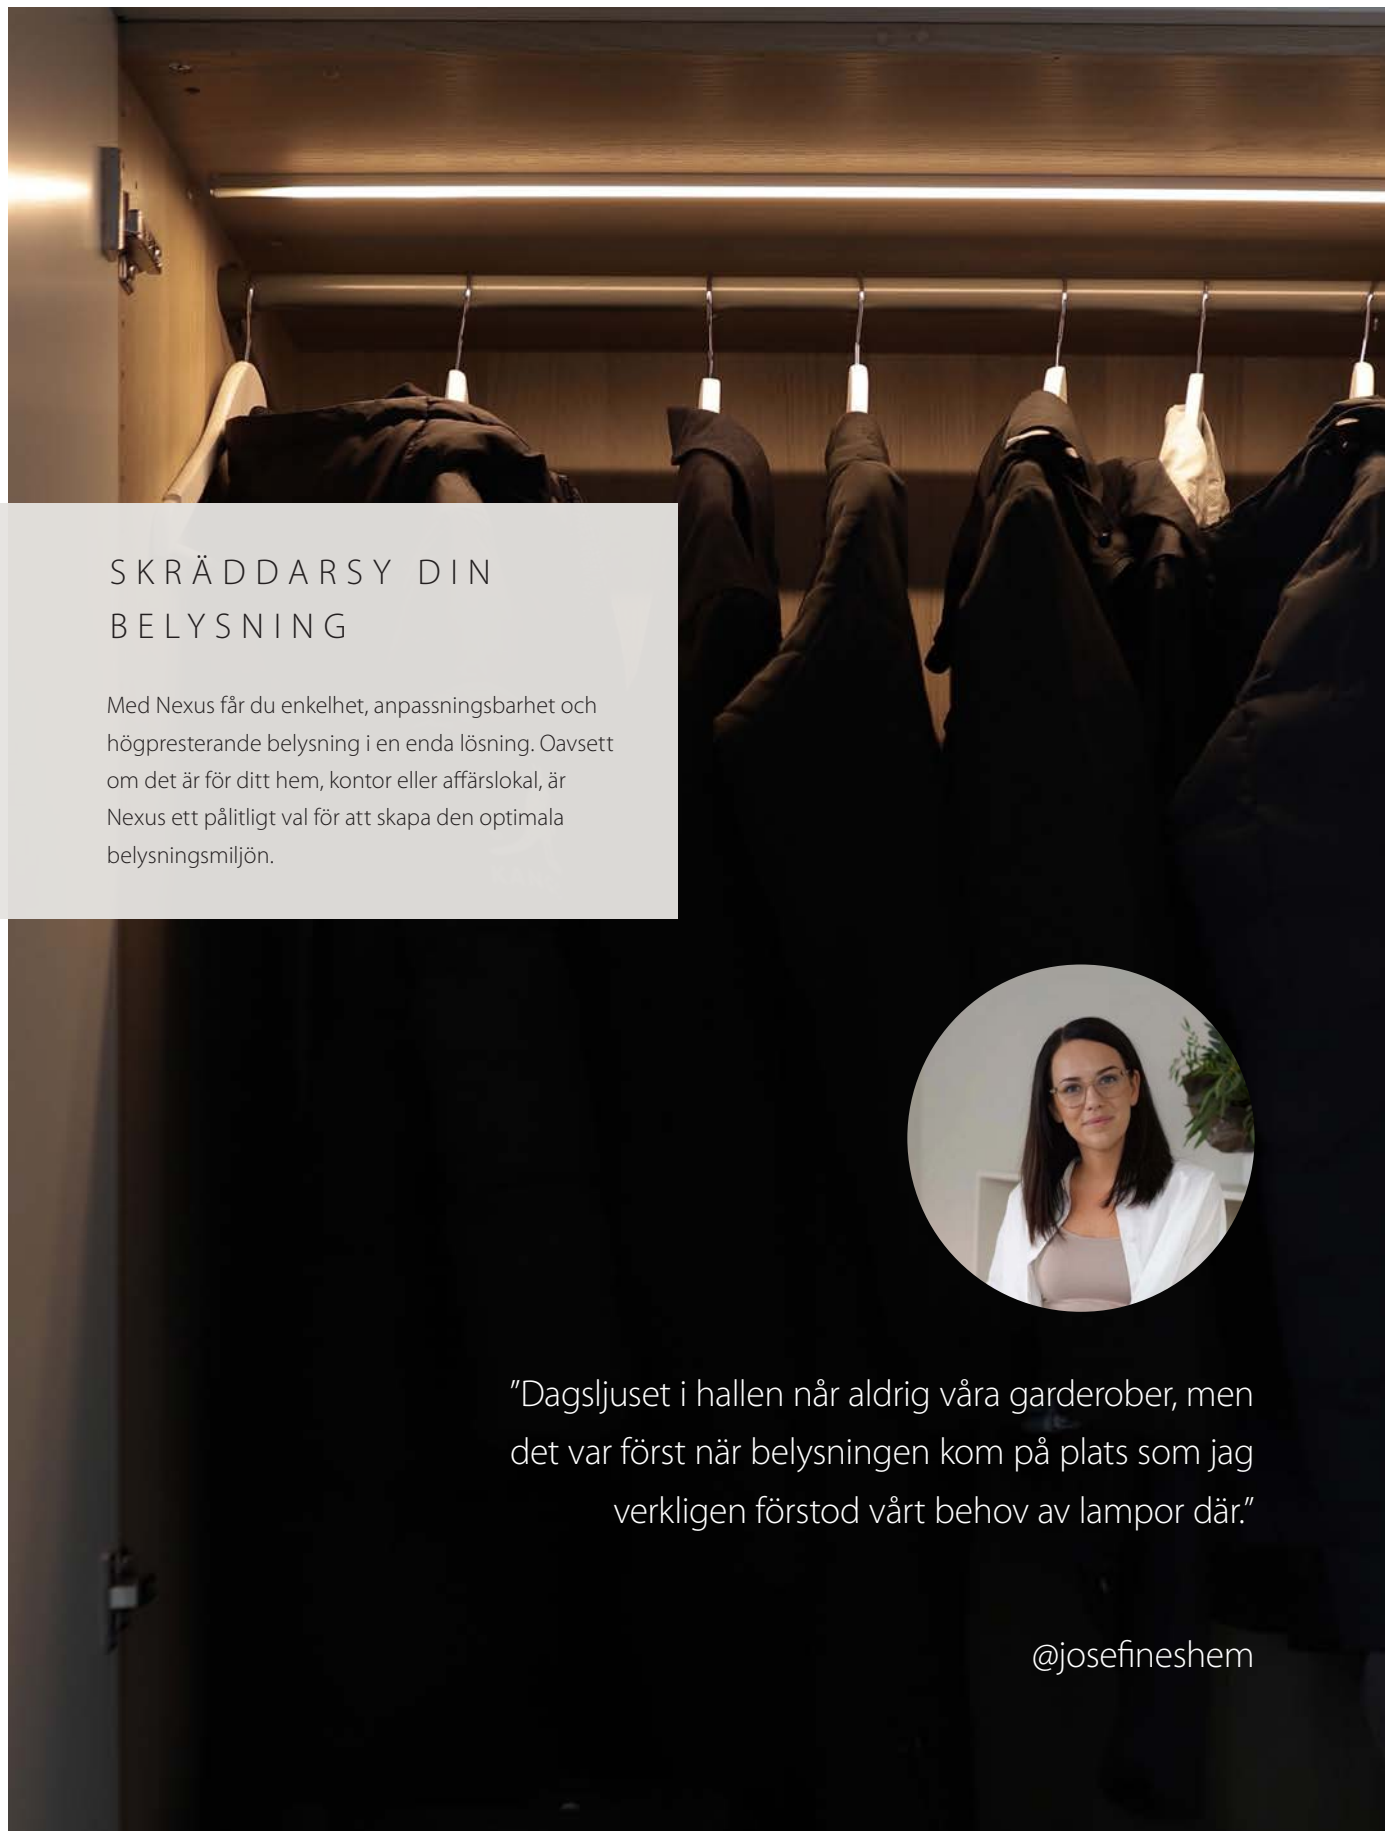 SKRÄDDARSY DIN
BELYSNING
Med Nexus får du enkelhet, anpassningsbarhet och
högpresterande belysning i en enda lösning. Oavsett
om det är för ditt hem, kontor eller affärslokal, är
Nexus ett pålitligt val för att skapa den optimala
belysningsmiljön.
”Dagsljuset i hallen når aldrig våra garderober, men
det var först när belysningen kom på plats som jag
verkligen förstod vårt behov av lampor där.”
@josefineshem